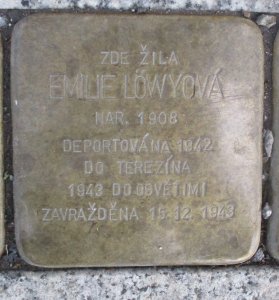 ZDE ŽILA
EMILIE LÖWYOVÁ
NAR. 1908
DEPORTOVÁNA 1942
DO TEREZÍNA
1943 DO OSVĚTIMI
ZAVRAŽDĚNA 15.12. 1943